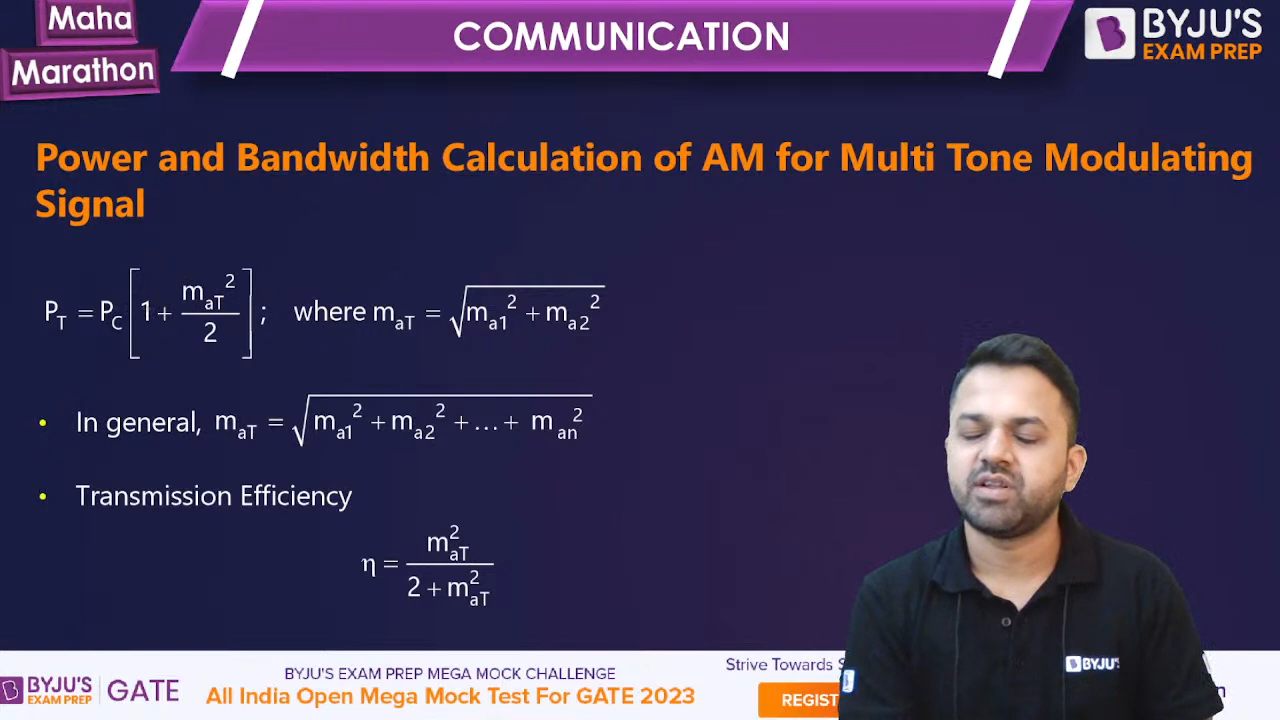 Maha
Marathon
COMMUNICATION
BYJU'S
EXAM PREP
Power and Bandwidth Calculation of AM for Multi Tone Modulating
Signal
P_T = P_C [1 + m_aT^2 / 2] ; where m_aT = √(m_a1^2 + m_a2^2)
• In general, m_aT = √(m_a1^2 + m_a2^2 + ... + m_an^2)
• Transmission Efficiency
η = m_aT^2 / (2 + m_aT^2)
BYJU'S
BYJU'S
EXAM PREP
GATE
BYJU'S EXAM PREP MEGA MOCK CHALLENGE
All India Open Mega Mock Test For GATE 2023
Strive Towards